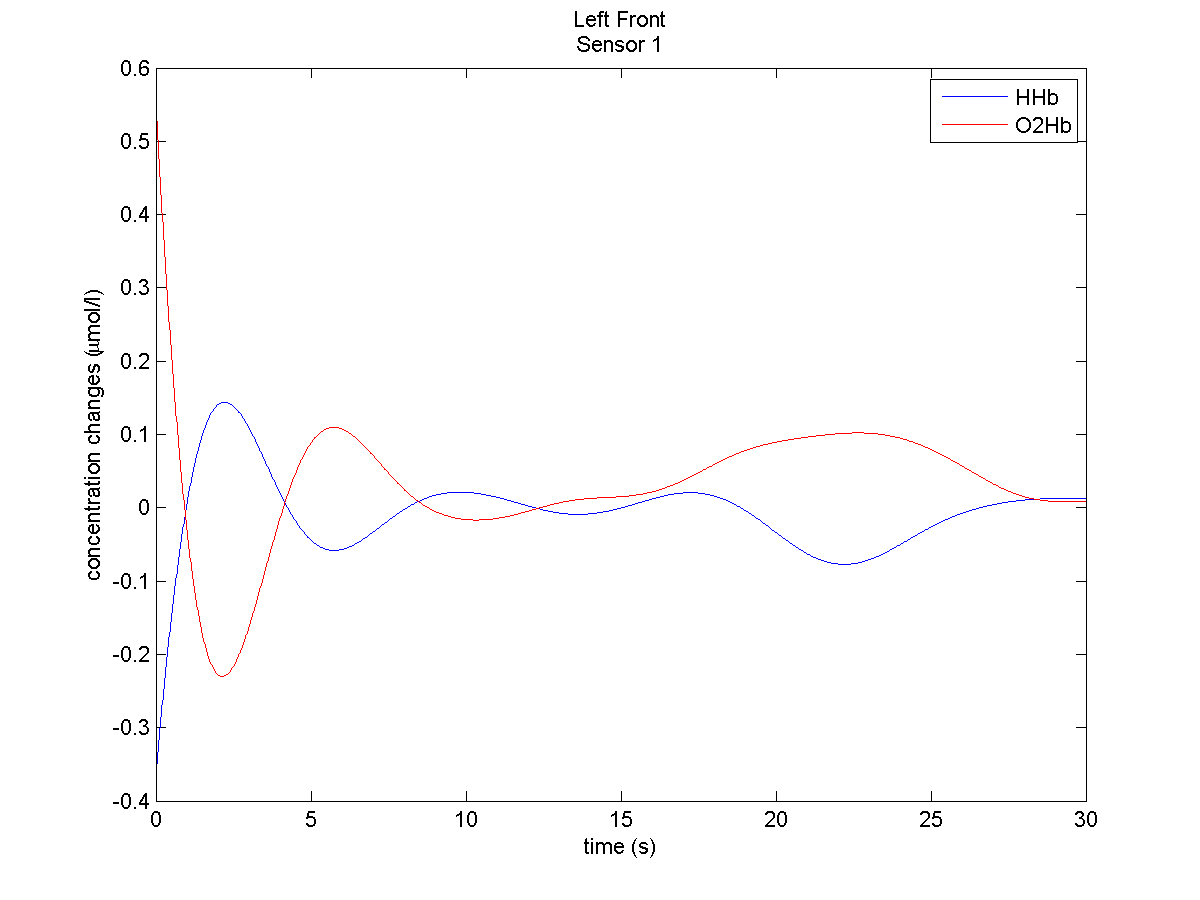 Left Front
Sensor 1
HHb
O2Hb
0.6
0.5
0.4
0.3
0.2
0.1
0
-0.1
-0.2
-0.3
-0.4
concentration changes (μmol/l)
0 5 10 15 20 25 30
time (s)